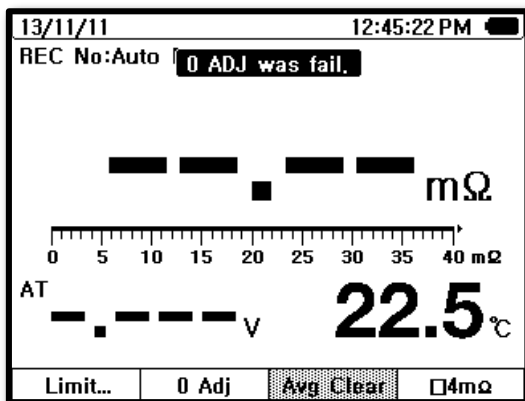 13/11/11 12:45:22 PM
REC No:Auto
0 ADJ was fail.
--.-- mΩ
0 5 10 15 20 25 30 35 40 mΩ
AT
-.--- V 22.5 ℃
Limit... 0 Adj Avg Clear □4mΩ